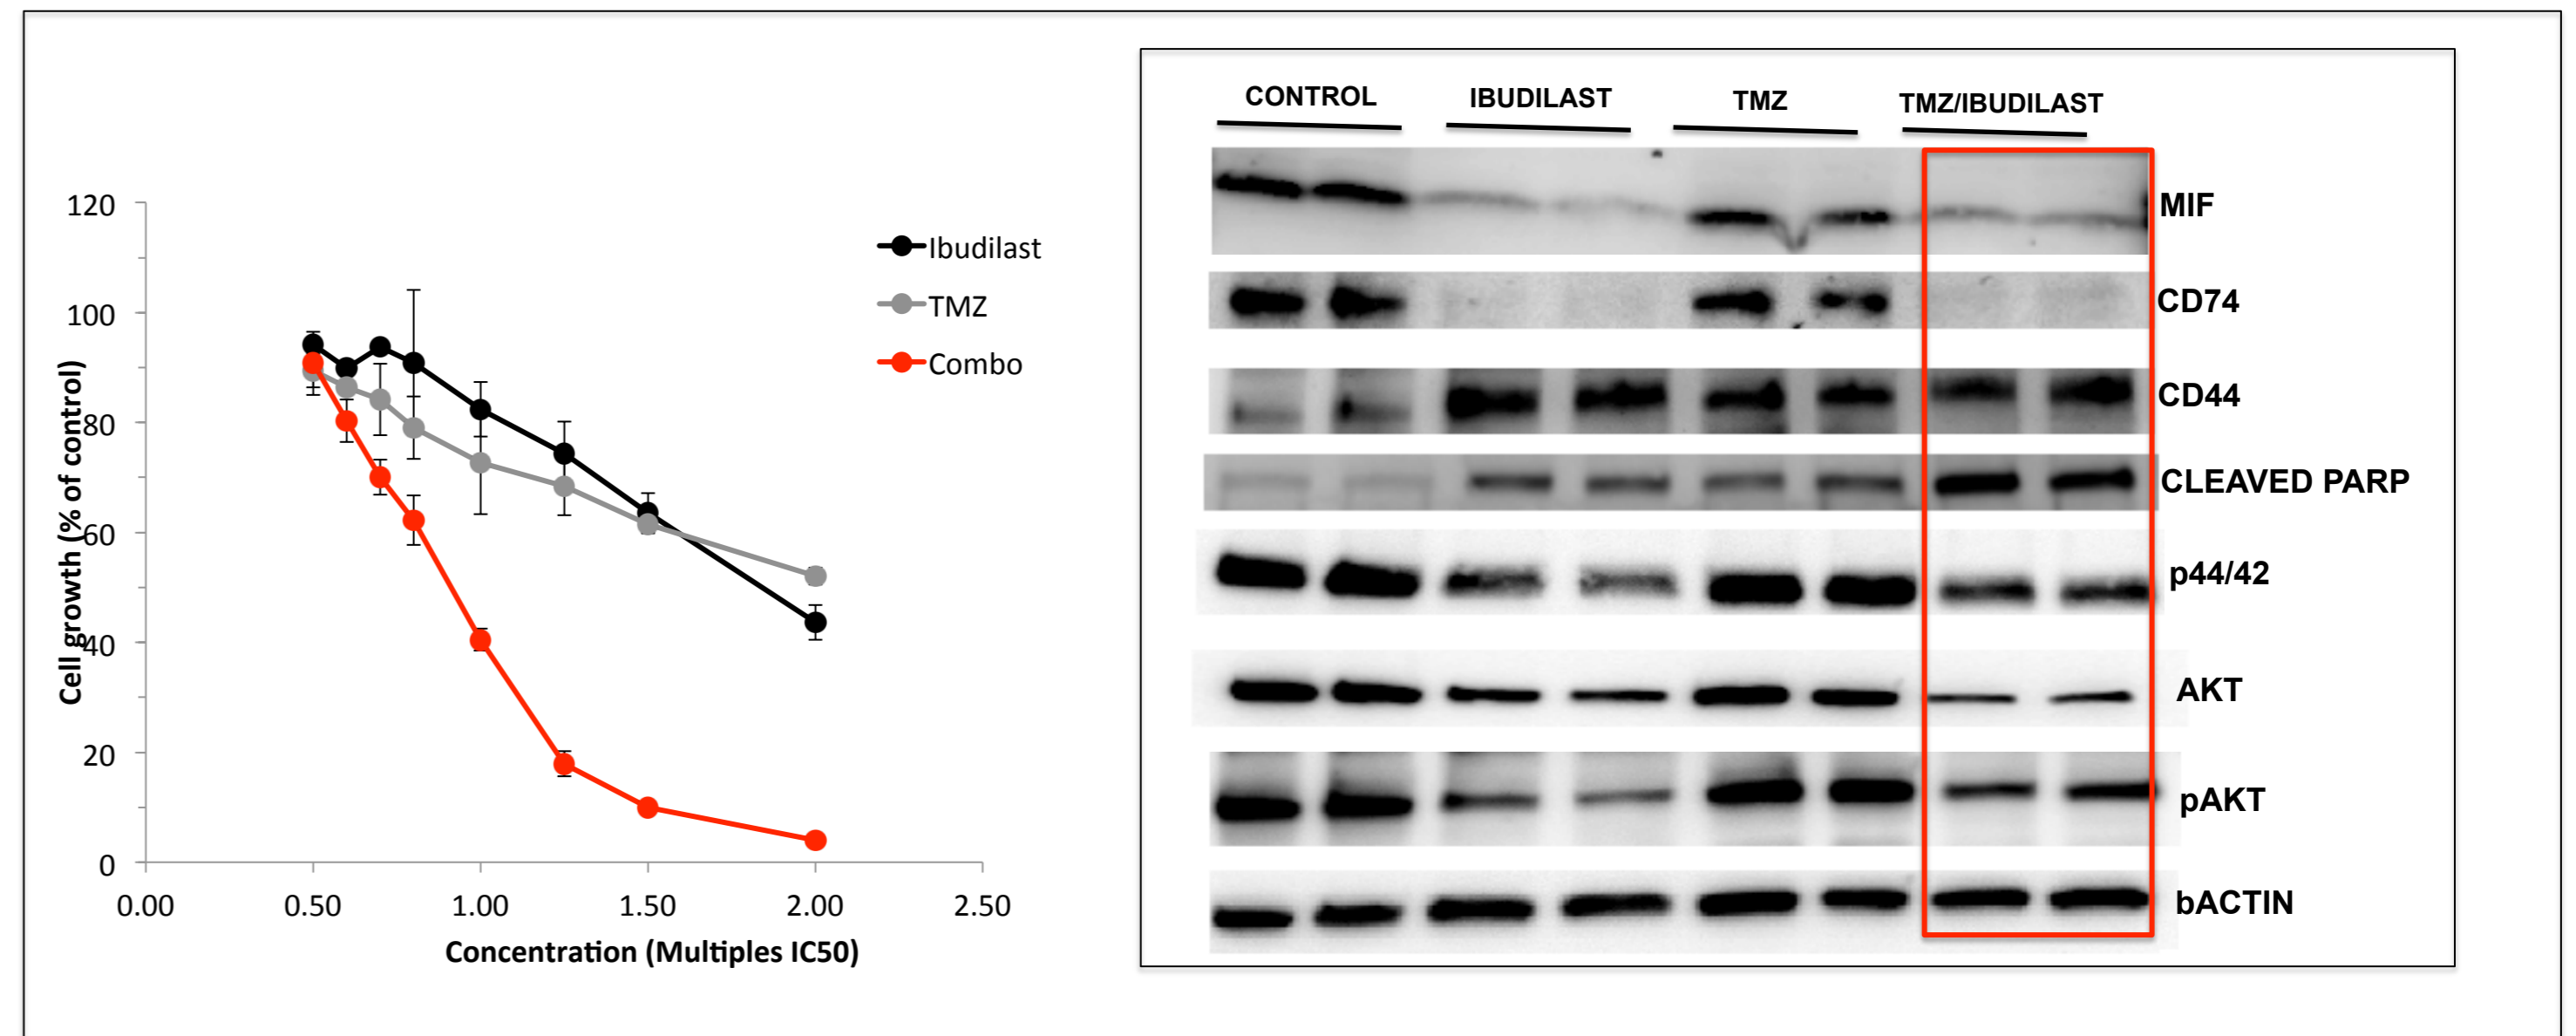 120
100
80
60
40
20
0
Cell growth (% of control)
0.00 0.50 1.00 1.50 2.00 2.50
Concentration (Multiples IC50)
Ibudilast
TMZ
Combo
CONTROL IBUDILAST TMZ TMZ/IBUDILAST
MIF
CD74
CD44
CLEAVED PARP
p44/42
AKT
pAKT
bACTIN